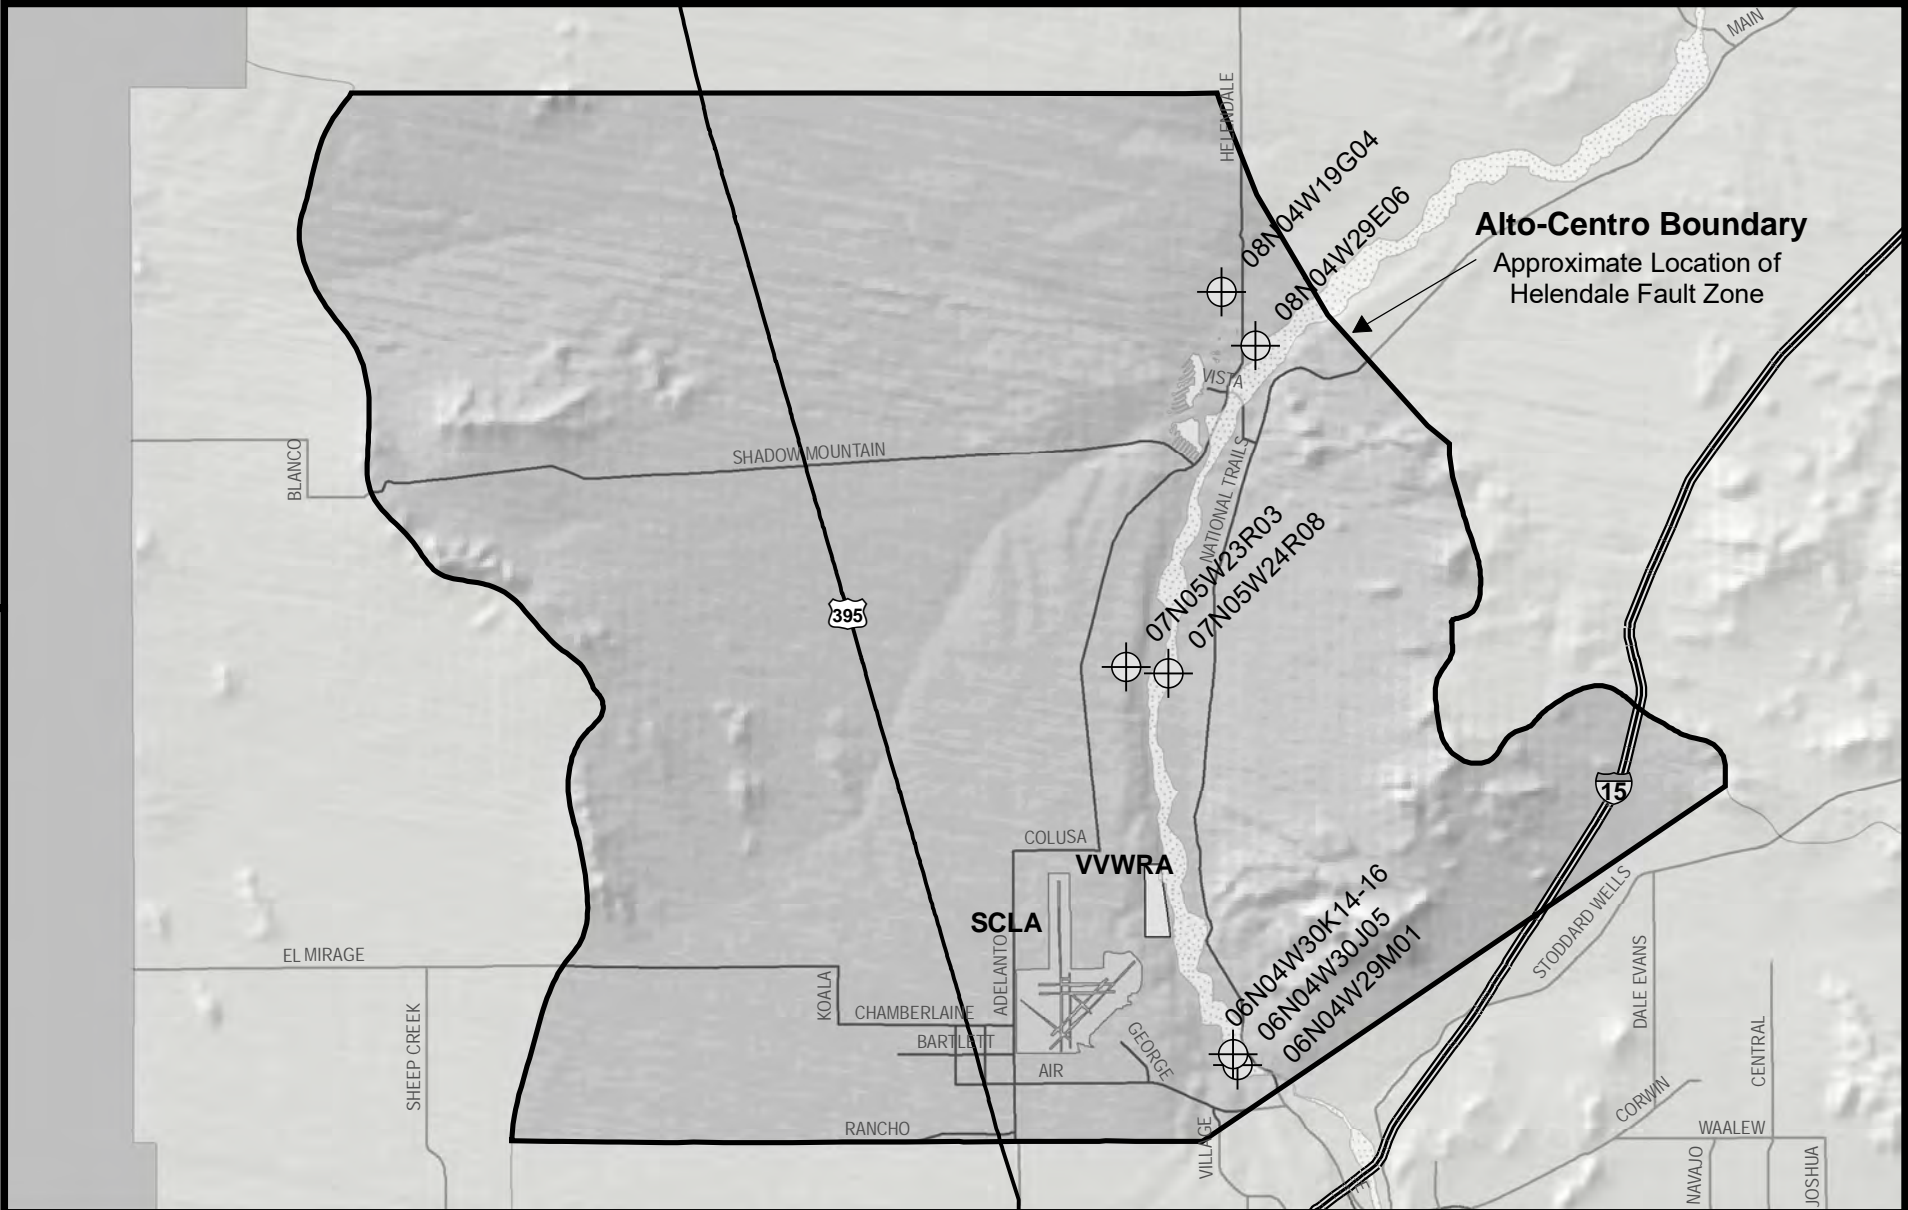 MAIN
HELENDALE
08N04W19G04
08N04W29E06
Alto-Centro Boundary
Approximate Location of
Helendale Fault Zone
VISTA
BLANCO
SHADOW MOUNTAIN
NATIONAL TRAILS
07N05W23R03
07N05W24R08
395
15
COLUSA
VVWRA
SCLA
06N04W30K14-16
06N04W30J05
06N04W29M01
STODDARD WELLS
EL MIRAGE
ADELANTO
DALE EVANS
KOALA
CHAMBERLAINE
SHEEP CREEK
BARTLETT
GEORGE
CENTRAL
AIR
CORWIN
RANCHO
VILLAGE
WAALEW
NAVAJO
JOSHUA